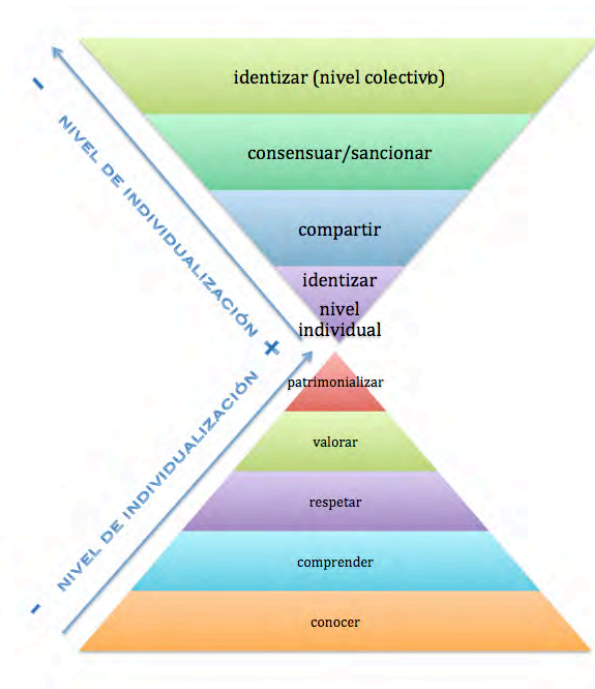 identizar (nivel colectivo)
consensuar/sancionar
compartir
identizar
nivel
individual
patrimonializar
valorar
respetar
comprender
conocer
- NIVEL DE INDIVIDUALIZACIÓN +
- NIVEL DE INDIVIDUALIZACIÓN